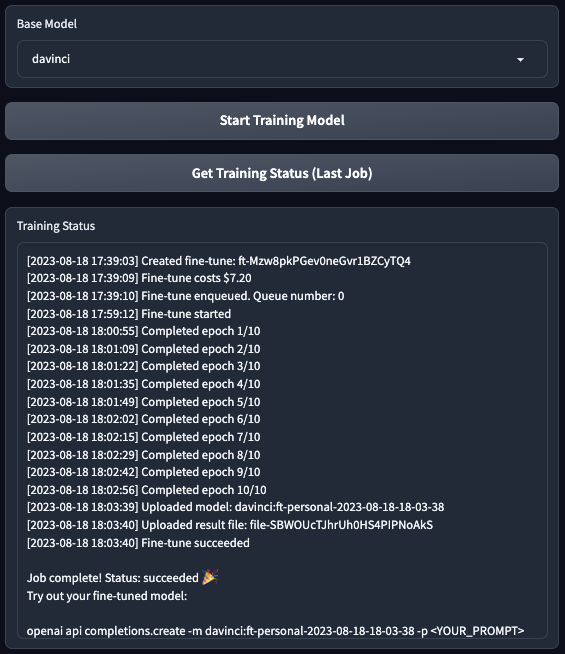 Base Model
davinci
Start Training Model
Get Training Status (Last Job)
Training Status
[2023-08-18 17:39:03] Created fine-tune: ft-Mzw8pkPGev0neGvr1BZCyTQ4
[2023-08-18 17:39:09] Fine-tune costs $7.20
[2023-08-18 17:39:10] Fine-tune enqueued. Queue number: 0
[2023-08-18 17:59:12] Fine-tune started
[2023-08-18 18:00:55] Completed epoch 1/10
[2023-08-18 18:01:09] Completed epoch 2/10
[2023-08-18 18:01:22] Completed epoch 3/10
[2023-08-18 18:01:35] Completed epoch 4/10
[2023-08-18 18:01:49] Completed epoch 5/10
[2023-08-18 18:02:02] Completed epoch 6/10
[2023-08-18 18:02:15] Completed epoch 7/10
[2023-08-18 18:02:29] Completed epoch 8/10
[2023-08-18 18:02:42] Completed epoch 9/10
[2023-08-18 18:02:56] Completed epoch 10/10
[2023-08-18 18:03:39] Uploaded model: davinci:ft-personal-2023-08-18-18-03-38
[2023-08-18 18:03:40] Uploaded result file: file-SBWOUcTJhrUh0HS4PIPNoAkS
[2023-08-18 18:03:40] Fine-tune succeeded
Job complete! Status: succeeded 🎉
Try out your fine-tuned model:
openai api completions.create -m davinci:ft-personal-2023-08-18-18-03-38 -p <YOUR_PROMPT>